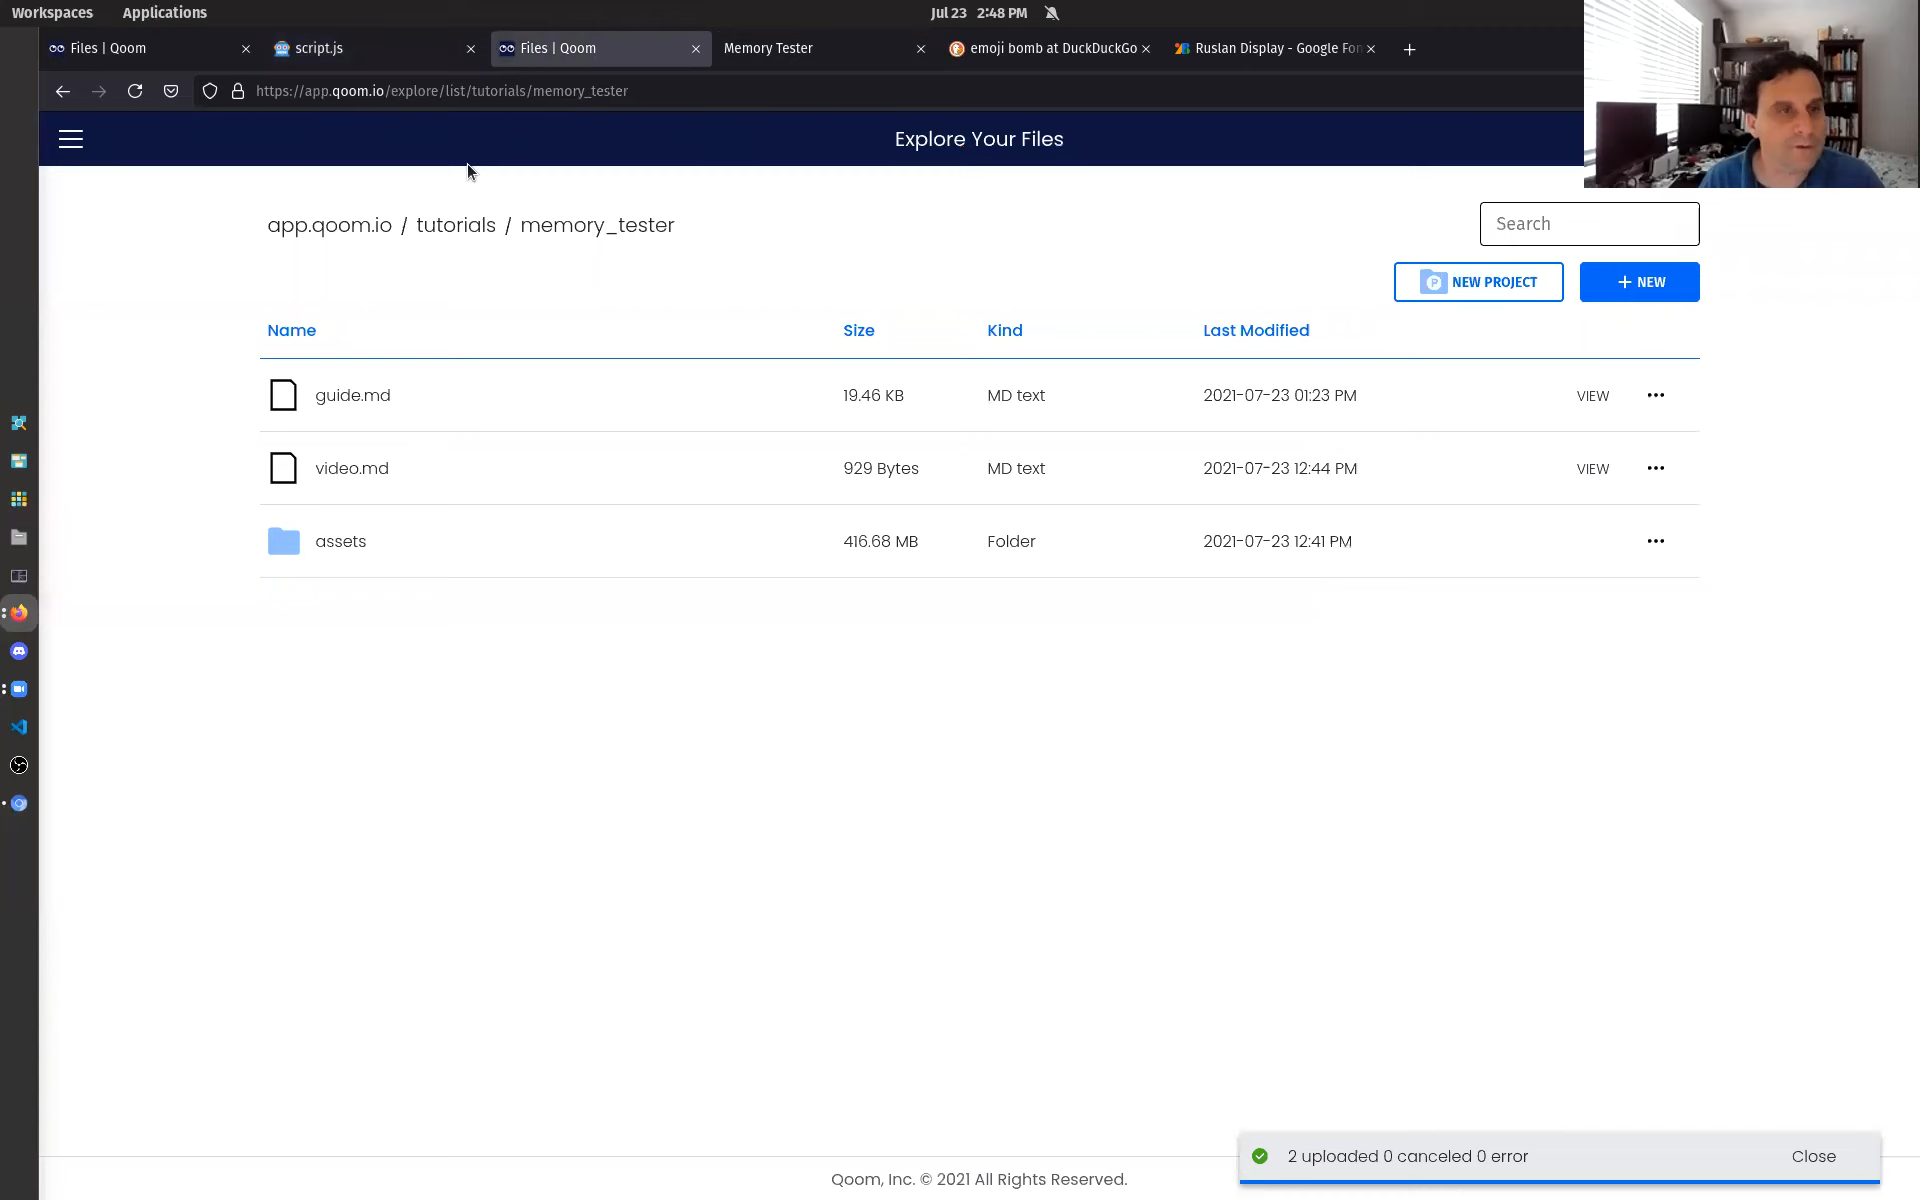 Workspaces Applications Jul 23 2:48 PM
Files | Qoom script.js Files | Qoom Memory Tester emoji bomb at DuckDuckGo Ruslan Display - Google Fon
https://app.qoom.io/explore/list/tutorials/memory_tester
Explore Your Files
app.qoom.io / tutorials / memory_tester Search
P NEW PROJECT + NEW
Name Size Kind Last Modified
guide.md 19.46 KB MD text 2021-07-23 01:23 PM VIEW
video.md 929 Bytes MD text 2021-07-23 12:44 PM VIEW
assets 416.68 MB Folder 2021-07-23 12:41 PM
2 uploaded 0 canceled 0 error Close
Qoom, Inc. © 2021 All Rights Reserved.